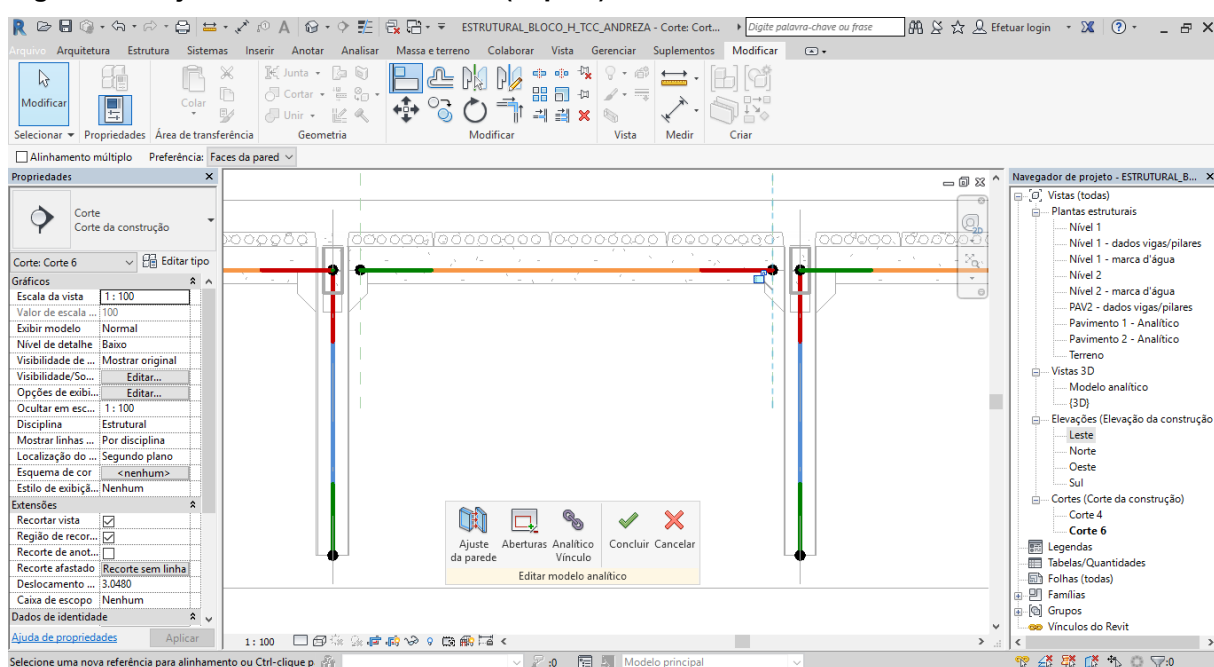 ESTRUTURAL_BLOCO_H_TCC_ANDREZA - Corte: Cort...
Digite palavra-chave ou frase
Efetuar login
Arquivo Arquitetura Estrutura Sistemas Inserir Anotar Analisar Massa e terreno Colaborar Vista Gerenciar Suplementos Modificar
Modificar
Colar
Junta
Cortar
Unir
Selecionar Propriedades Área de transferência Geometria Modificar Vista Medir Criar
Alinhamento múltiplo Preferência: Faces da pared
Propriedades
Corte
Corte da construção
Corte: Corte 6 Editar tipo
Gráficos
Escala da vista 1 : 100
Valor de escala ... 100
Exibir modelo Normal
Nível de detalhe Baixo
Visibilidade de ... Mostrar original
Visibilidade/So... Editar...
Opções de exibi... Editar...
Ocultar em esc... 1 : 100
Disciplina Estrutural
Mostrar linhas ... Por disciplina
Localização do ... Segundo plano
Esquema de cor <nenhum>
Estilo de exibiçã... Nenhum
Extensões
Recortar vista
Região de recor...
Recorte de anot...
Recorte afastado Recorte sem linha
Deslocamento ... 3.0480
Caixa de escopo Nenhum
Dados de identidade
Ajuda de propriedades Aplicar
2D
Ajuste da parede
Aberturas
Analítico Vínculo
Concluir
Cancelar
Editar modelo analítico
1 : 100
Navegador de projeto - ESTRUTURAL_B...
Vistas (todas)
Plantas estruturais
Nível 1
Nível 1 - dados vigas/pilares
Nível 1 - marca d'água
Nível 2
Nível 2 - marca d'água
PAV2 - dados vigas/pilares
Pavimento 1 - Analítico
Pavimento 2 - Analítico
Terreno
Vistas 3D
Modelo analítico
{3D}
Elevações (Elevação da construção
Leste
Norte
Oeste
Sul
Cortes (Corte da construção)
Corte 4
Corte 6
Legendas
Tabelas/Quantidades
Folhas (todas)
Famílias
Grupos
Vínculos do Revit
Selecione uma nova referência para alinhamento ou Ctrl-clique p
:0
Modelo principal
:0